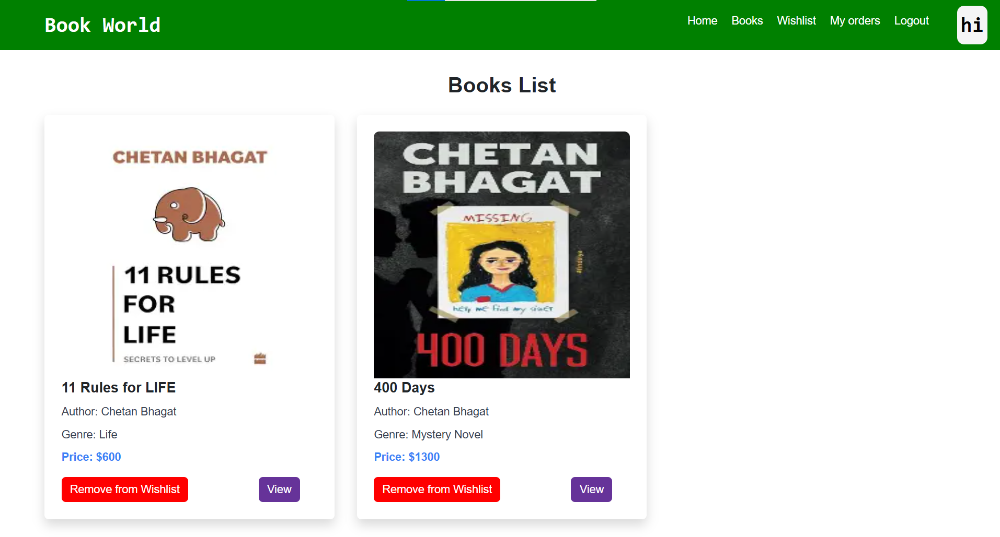 Book World
Home Books Wishlist My orders Logout
hi
Books List
CHETAN BHAGAT
11 RULES
FOR
LIFE
SECRETS TO LEVEL UP
11 Rules for LIFE
Author: Chetan Bhagat
Genre: Life
Price: $600
Remove from Wishlist View
CHETAN
BHAGAT
MISSING
help me find my sister
400 DAYS
400 Days
Author: Chetan Bhagat
Genre: Mystery Novel
Price: $1300
Remove from Wishlist View